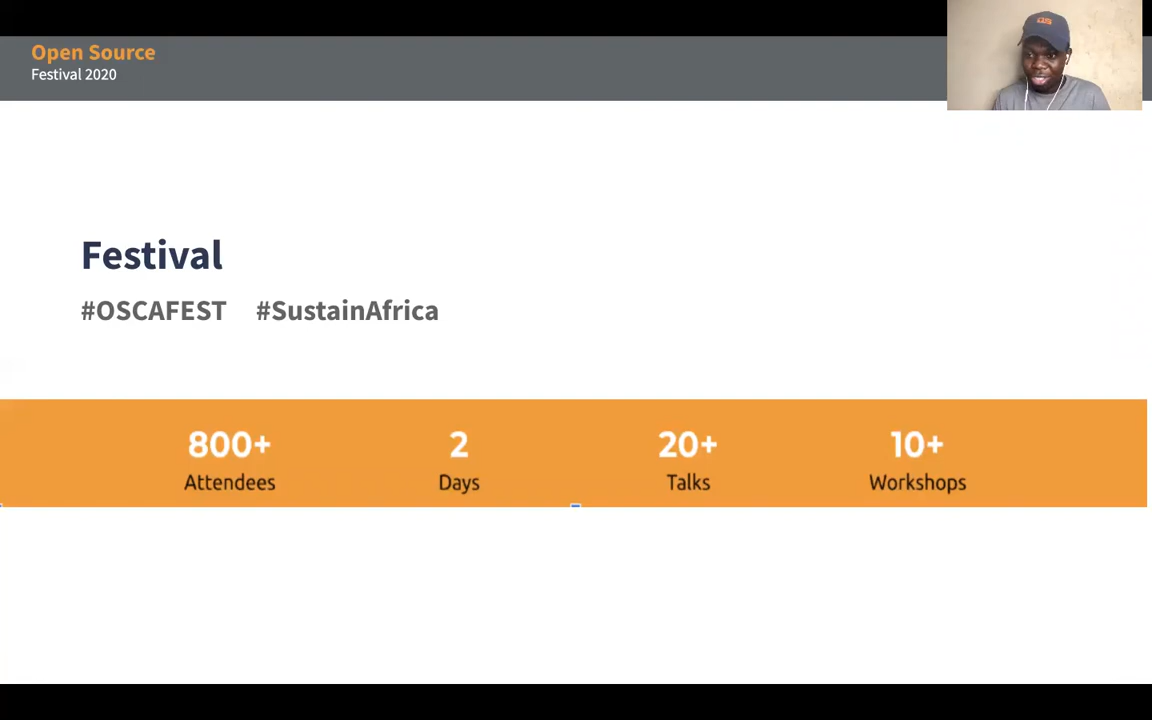 Open Source
Festival 2020
Festival
#OSCAFEST #SustainAfrica
800+ 2 20+ 10+
Attendees Days Talks Workshops